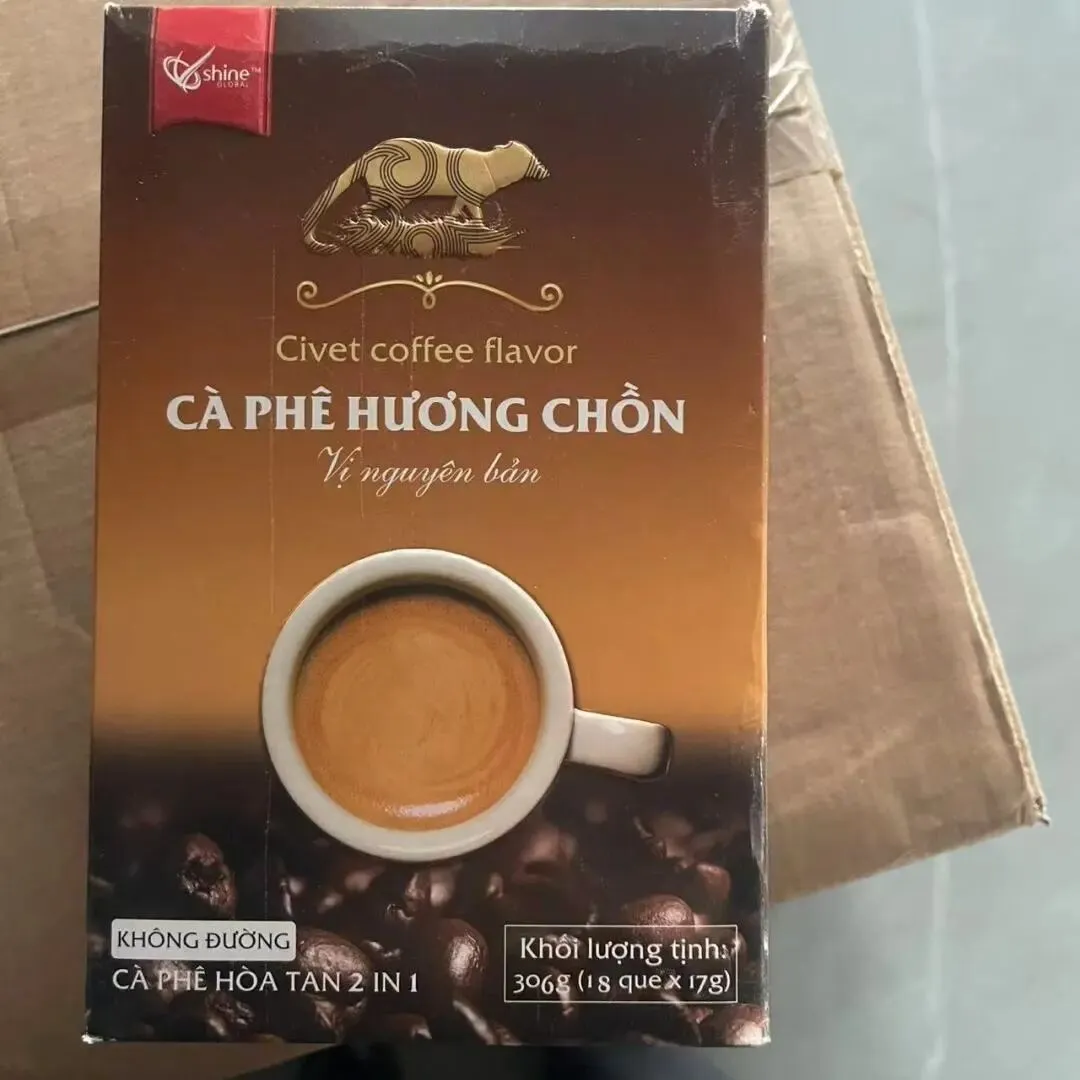 shine™
GLOBAL
Civet coffee flavor
CÀ PHÊ HƯƠNG CHỒN
Vị nguyên bản
KHÔNG ĐƯỜNG
CÀ PHÊ HÒA TAN 2 IN 1
Khối lượng tịnh:
306g (18 que x 17g)